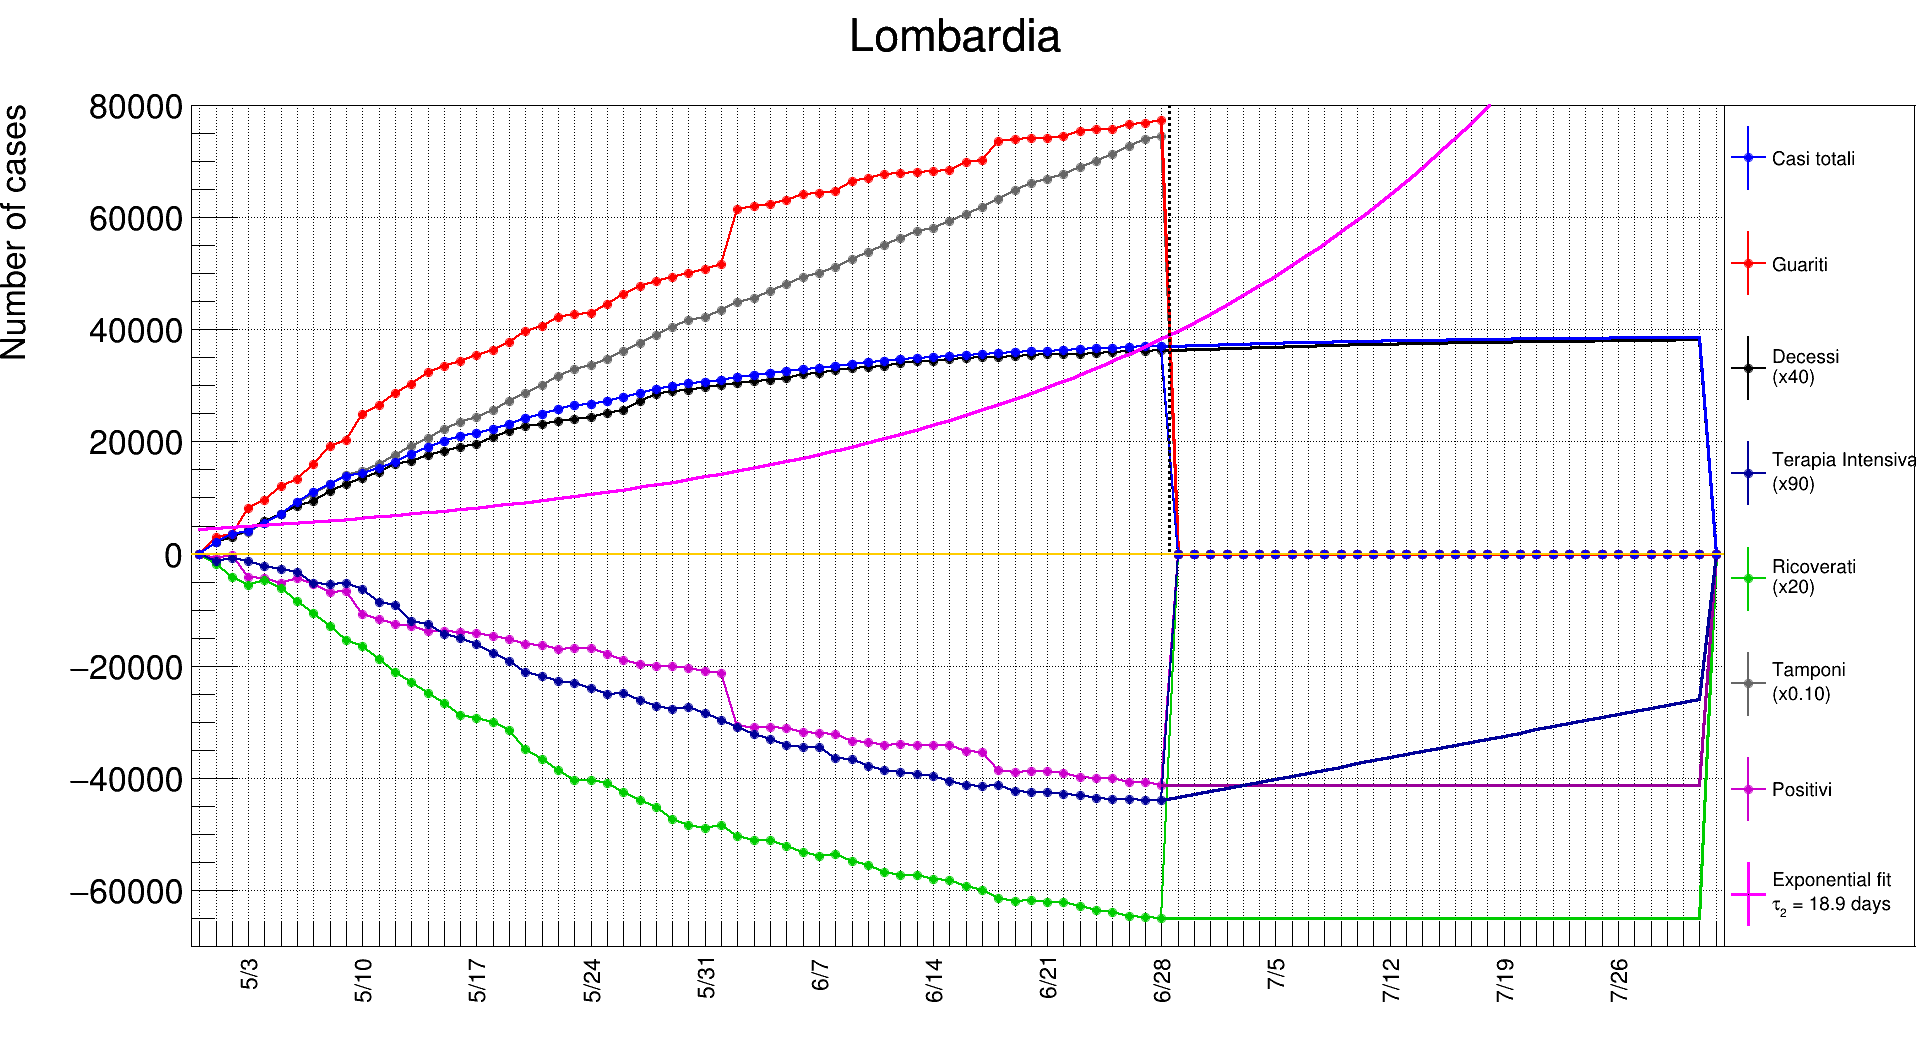 Lombardia
Number of cases
80000
60000
40000
20000
0
−20000
−40000
−60000
5/3
5/10
5/17
5/24
5/31
6/7
6/14
6/21
6/28
7/5
7/12
7/19
7/26
Casi totali
Guariti
Decessi
(x40)
Terapia Intensiva
(x90)
Ricoverati
(x20)
Tamponi
(x0.10)
Positivi
Exponential fit
τ2 = 18.9 days